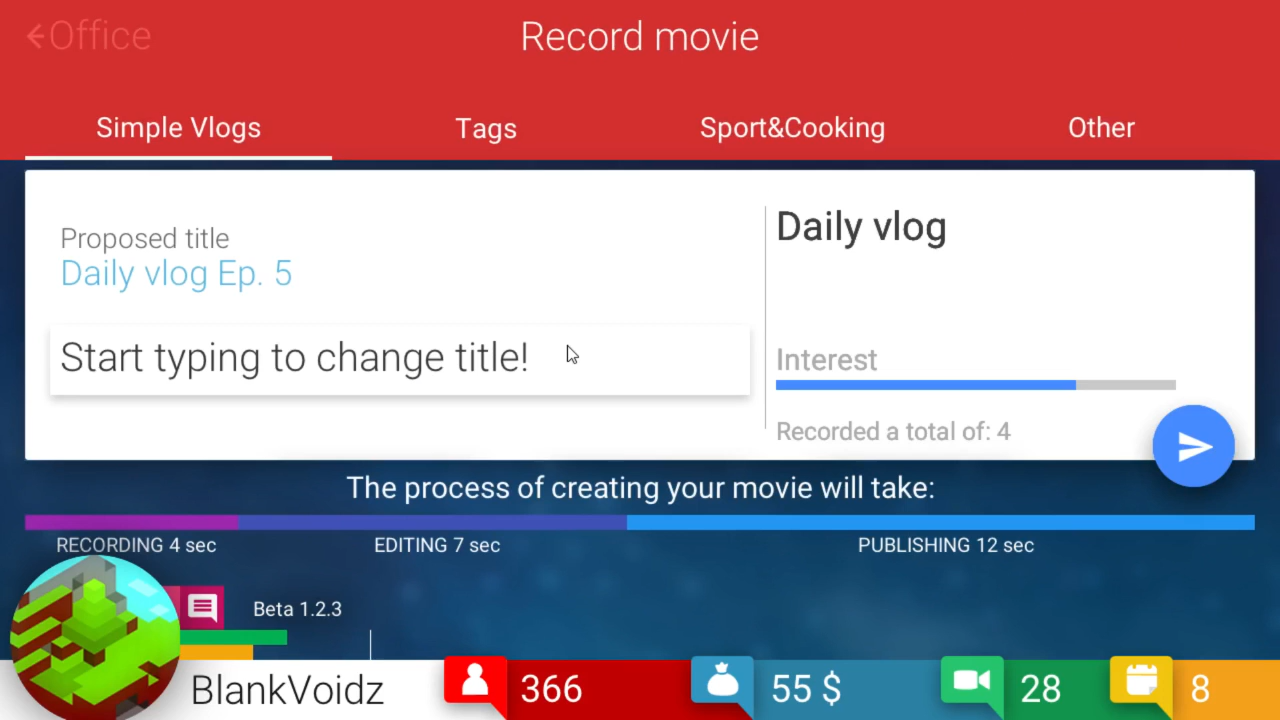 Office
Record movie
Simple Vlogs
Tags
Sport&Cooking
Other
Proposed title
Daily vlog Ep. 5
Start typing to change title!
Daily vlog
Interest
Recorded a total of: 4
The process of creating your movie will take:
RECORDING 4 sec
EDITING 7 sec
PUBLISHING 12 sec
Beta 1.2.3
BlankVoidz
366
55 $
28
8